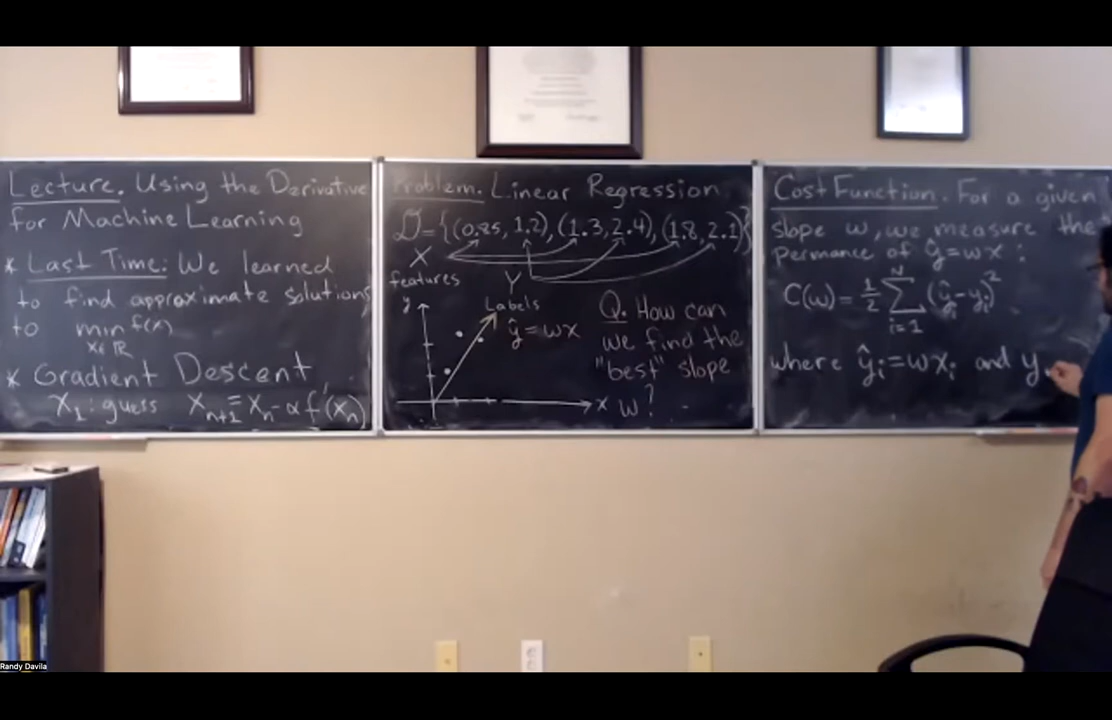 Lecture. Using the Derivative
for Machine Learning
* Last Time: We learned
to find approximate solutions
to min f(x)
x∈ℝ
* Gradient Descent
X₁: guess Xₙ₊₁ = Xₙ - αf'(Xₙ)
Problem. Linear Regression
D = {(0.85, 1.2), (1.3, 2.4), (1.8, 2.1)}
X
features
Y
Labels
y
ŷ = wx
x
Q. How can
we find the
"best" slope
w?
Cost Function. For a given
slope w, we measure the
permance of ŷ = wx :
C(w) = 1/2 ∑ᵢ₌₁ᴺ (ŷᵢ - yᵢ)²
where ŷᵢ = wxᵢ and y
Randy Davila